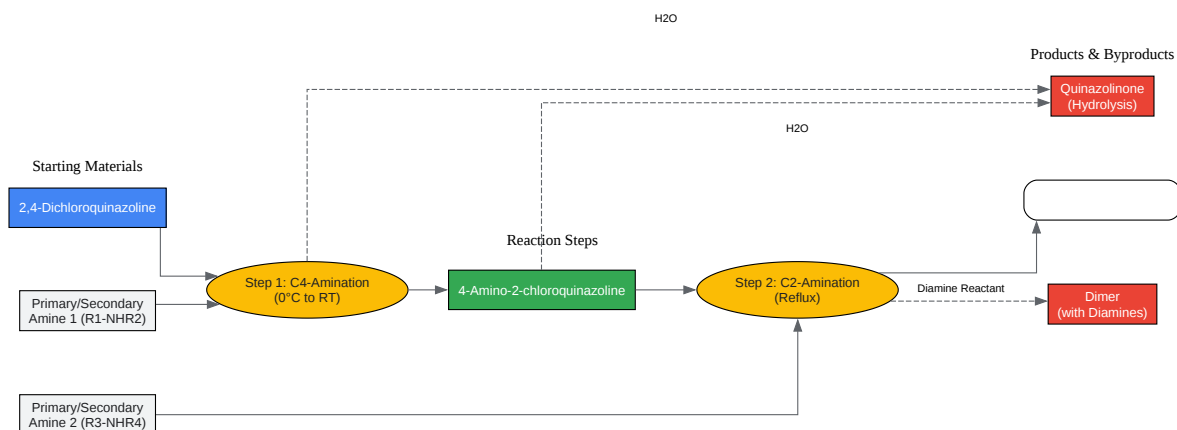 H2O
Products & Byproducts
Quinazolinone
(Hydrolysis)
H2O
Starting Materials
2,4-Dichloroquinazoline
Reaction Steps
Step 1: C4-Amination
(0°C to RT)
4-Amino-2-chloroquinazoline
Step 2: C2-Amination
(Reflux)
Diamine Reactant
Dimer
(with Diamines)
Primary/Secondary
Amine 1 (R1-NHR2)
Primary/Secondary
Amine 2 (R3-NHR4)